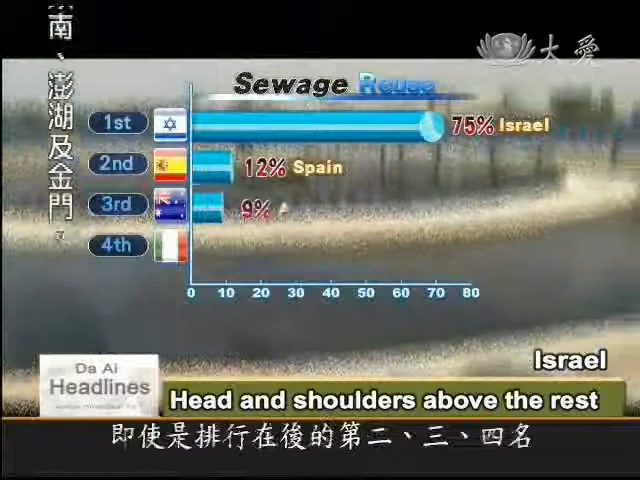 南、澎湖及金門。
大愛
Sewage Reuse
1st 75% Israel
2nd 12% Spain
3rd 9%
4th
0 10 20 30 40 50 60 70 80
Israel
Da Ai
Headlines
Head and shoulders above the rest
即使是排行在後的第二、三、四名